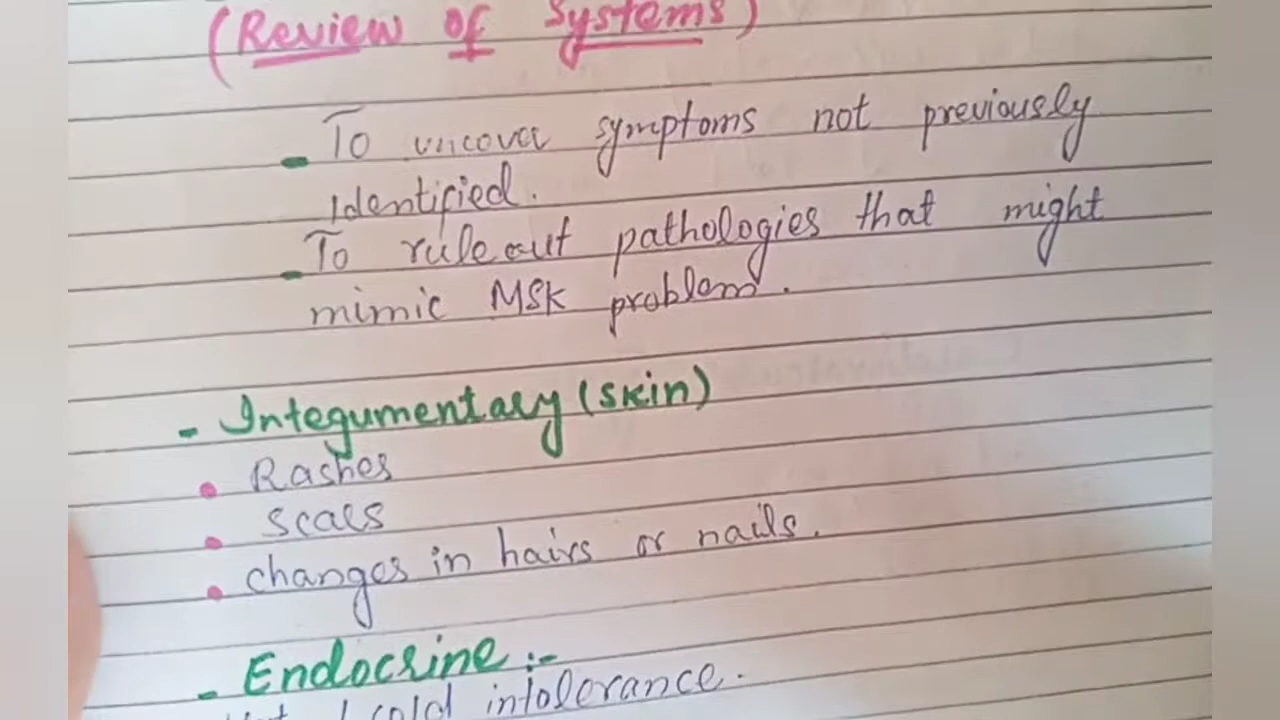 (Review of Systems)
- To uncover symptoms not previously
Identified.
- To rule out pathologies that might
mimic MSK problem.
- Integumentary (skin)
• Rashes
• scars
• changes in hairs or nails.
- Endocrine :-
cold intolerance.